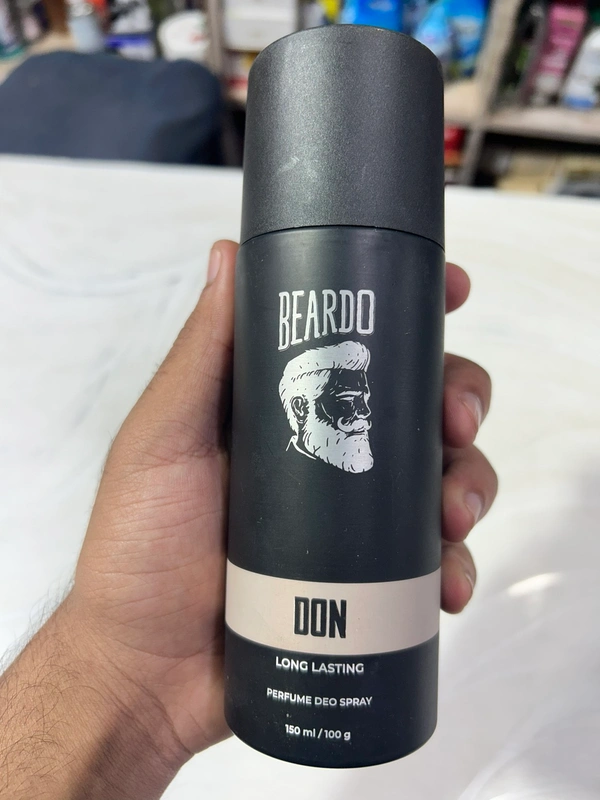 BEARDO
DON
LONG LASTING
PERFUME DEO SPRAY
150 ml / 100 g